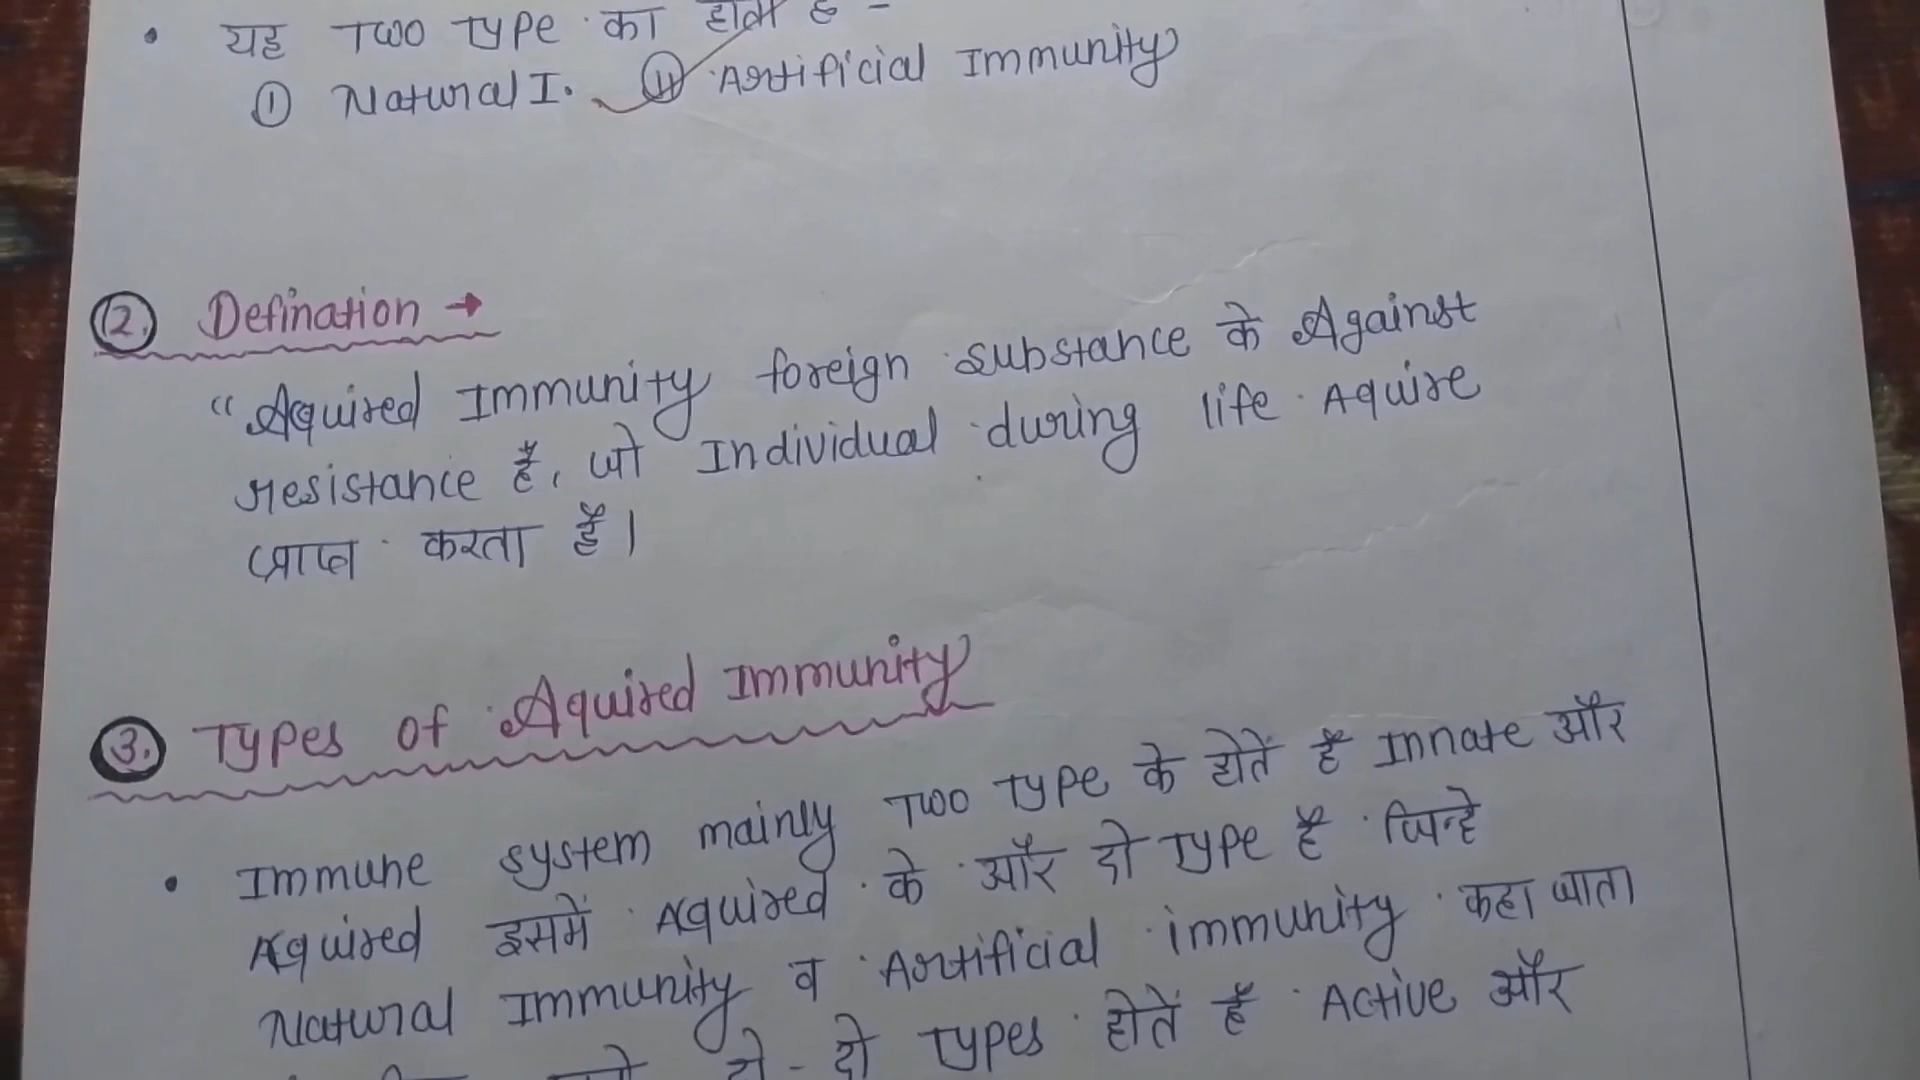 • यह Two Type का होता है -
① Natural I. ⑪ Artificial Immunity
2. Defination →
“Aquired Immunity foreign substance के Against
resistance है, जो Individual during life Aquire
प्राप्त करता है।
3. Types of Aquired Immunity
• Immune system mainly Two Type के होतें है Innate और
Aquired इसमें Aquired के और दो Type है जिन्हे
Natural Immunity व Artificial immunity कहा जाता
दो - दो Types होतें है Active और